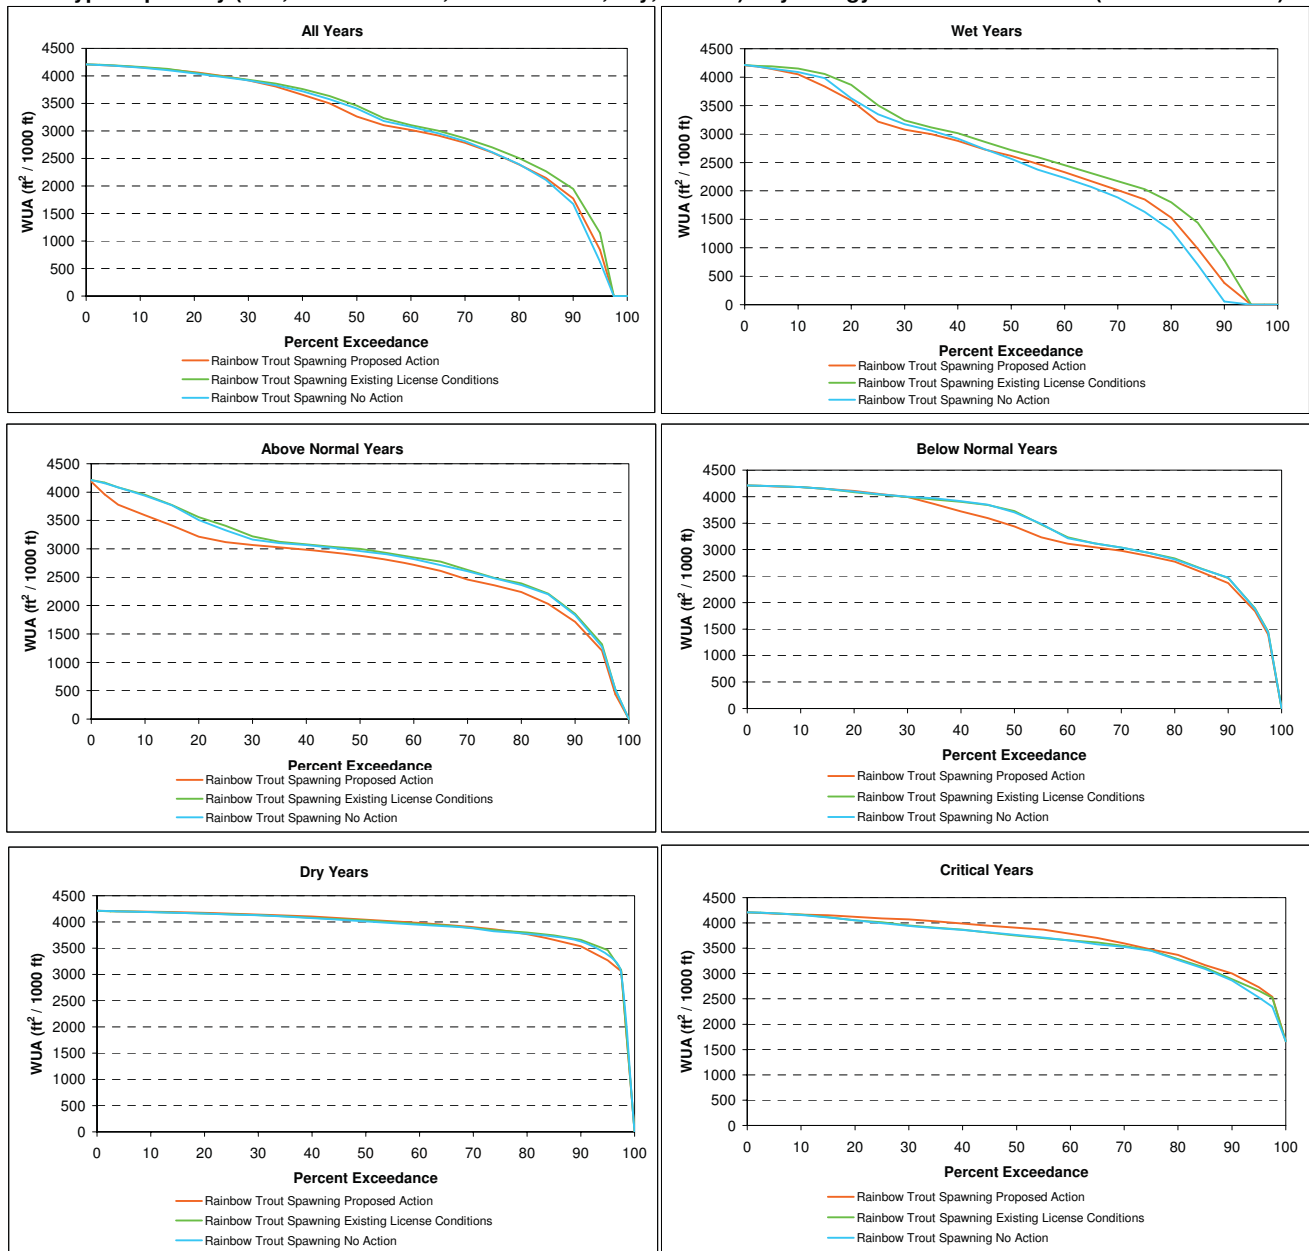 All Years
WUA (ft² / 1000 ft)
4500
4000
3500
3000
2500
2000
1500
1000
500
0
0 10 20 30 40 50 60 70 80 90 100
Percent Exceedance
Rainbow Trout Spawning Proposed Action
Rainbow Trout Spawning Existing License Conditions
Rainbow Trout Spawning No Action
Wet Years
WUA (ft² / 1000 ft)
4500
4000
3500
3000
2500
2000
1500
1000
500
0
0 10 20 30 40 50 60 70 80 90 100
Percent Exceedance
Rainbow Trout Spawning Proposed Action
Rainbow Trout Spawning Existing License Conditions
Rainbow Trout Spawning No Action
Above Normal Years
WUA (ft² / 1000 ft)
4500
4000
3500
3000
2500
2000
1500
1000
500
0
0 10 20 30 40 50 60 70 80 90 100
Percent Exceedance
Rainbow Trout Spawning Proposed Action
Rainbow Trout Spawning Existing License Conditions
Rainbow Trout Spawning No Action
Below Normal Years
WUA (ft² / 1000 ft)
4500
4000
3500
3000
2500
2000
1500
1000
500
0
0 10 20 30 40 50 60 70 80 90 100
Percent Exceedance
Rainbow Trout Spawning Proposed Action
Rainbow Trout Spawning Existing License Conditions
Rainbow Trout Spawning No Action
Dry Years
WUA (ft² / 1000 ft)
4500
4000
3500
3000
2500
2000
1500
1000
500
0
0 10 20 30 40 50 60 70 80 90 100
Percent Exceedance
Rainbow Trout Spawning Proposed Action
Rainbow Trout Spawning Existing License Conditions
Rainbow Trout Spawning No Action
Critical Years
WUA (ft² / 1000 ft)
4500
4000
3500
3000
2500
2000
1500
1000
500
0
0 10 20 30 40 50 60 70 80 90 100
Percent Exceedance
Rainbow Trout Spawning Proposed Action
Rainbow Trout Spawning Existing License Conditions
Rainbow Trout Spawning No Action